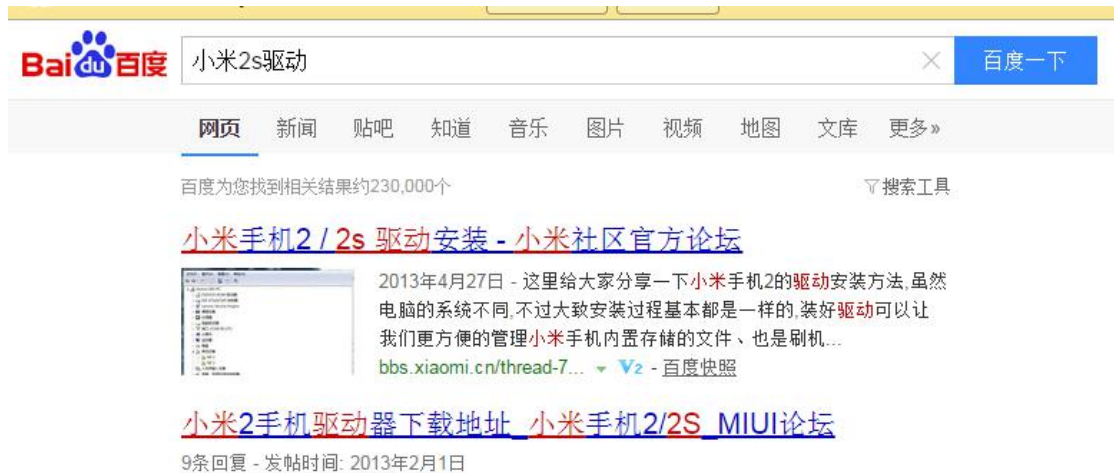 Bai du 百度 小米2s驱动 百度一下
网页 新闻 贴吧 知道 音乐 图片 视频 地图 文库 更多»
百度为您找到相关结果约230,000个 搜索工具
小米手机2 / 2s 驱动安装 - 小米社区官方论坛
2013年4月27日 - 这里给大家分享一下小米手机2的驱动安装方法,虽然
电脑的系统不同,不过大致安装过程基本都是一样的,装好驱动可以让
我们更方便的管理小米手机内置存储的文件、也是刷机...
bbs.xiaomi.cn/thread-7... V2 - 百度快照
小米2手机驱动器下载地址_小米手机2/2S_MIUI论坛
9条回复 - 发帖时间: 2013年2月1日